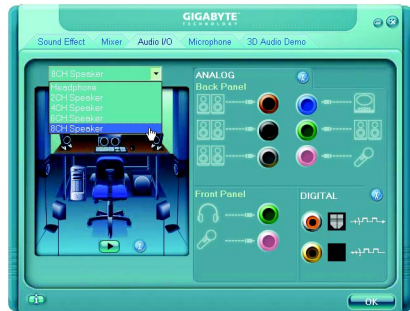 GIGABYTE
TECHNOLOGY
Sound Effect Mixer Audio I/O Microphone 3D Audio Demo
8CH Speaker
Headphone
2CH Speaker
4CH Speaker
6CH Speaker
8CH Speaker
ANALOG
Back Panel
Front Panel
DIGITAL
OK